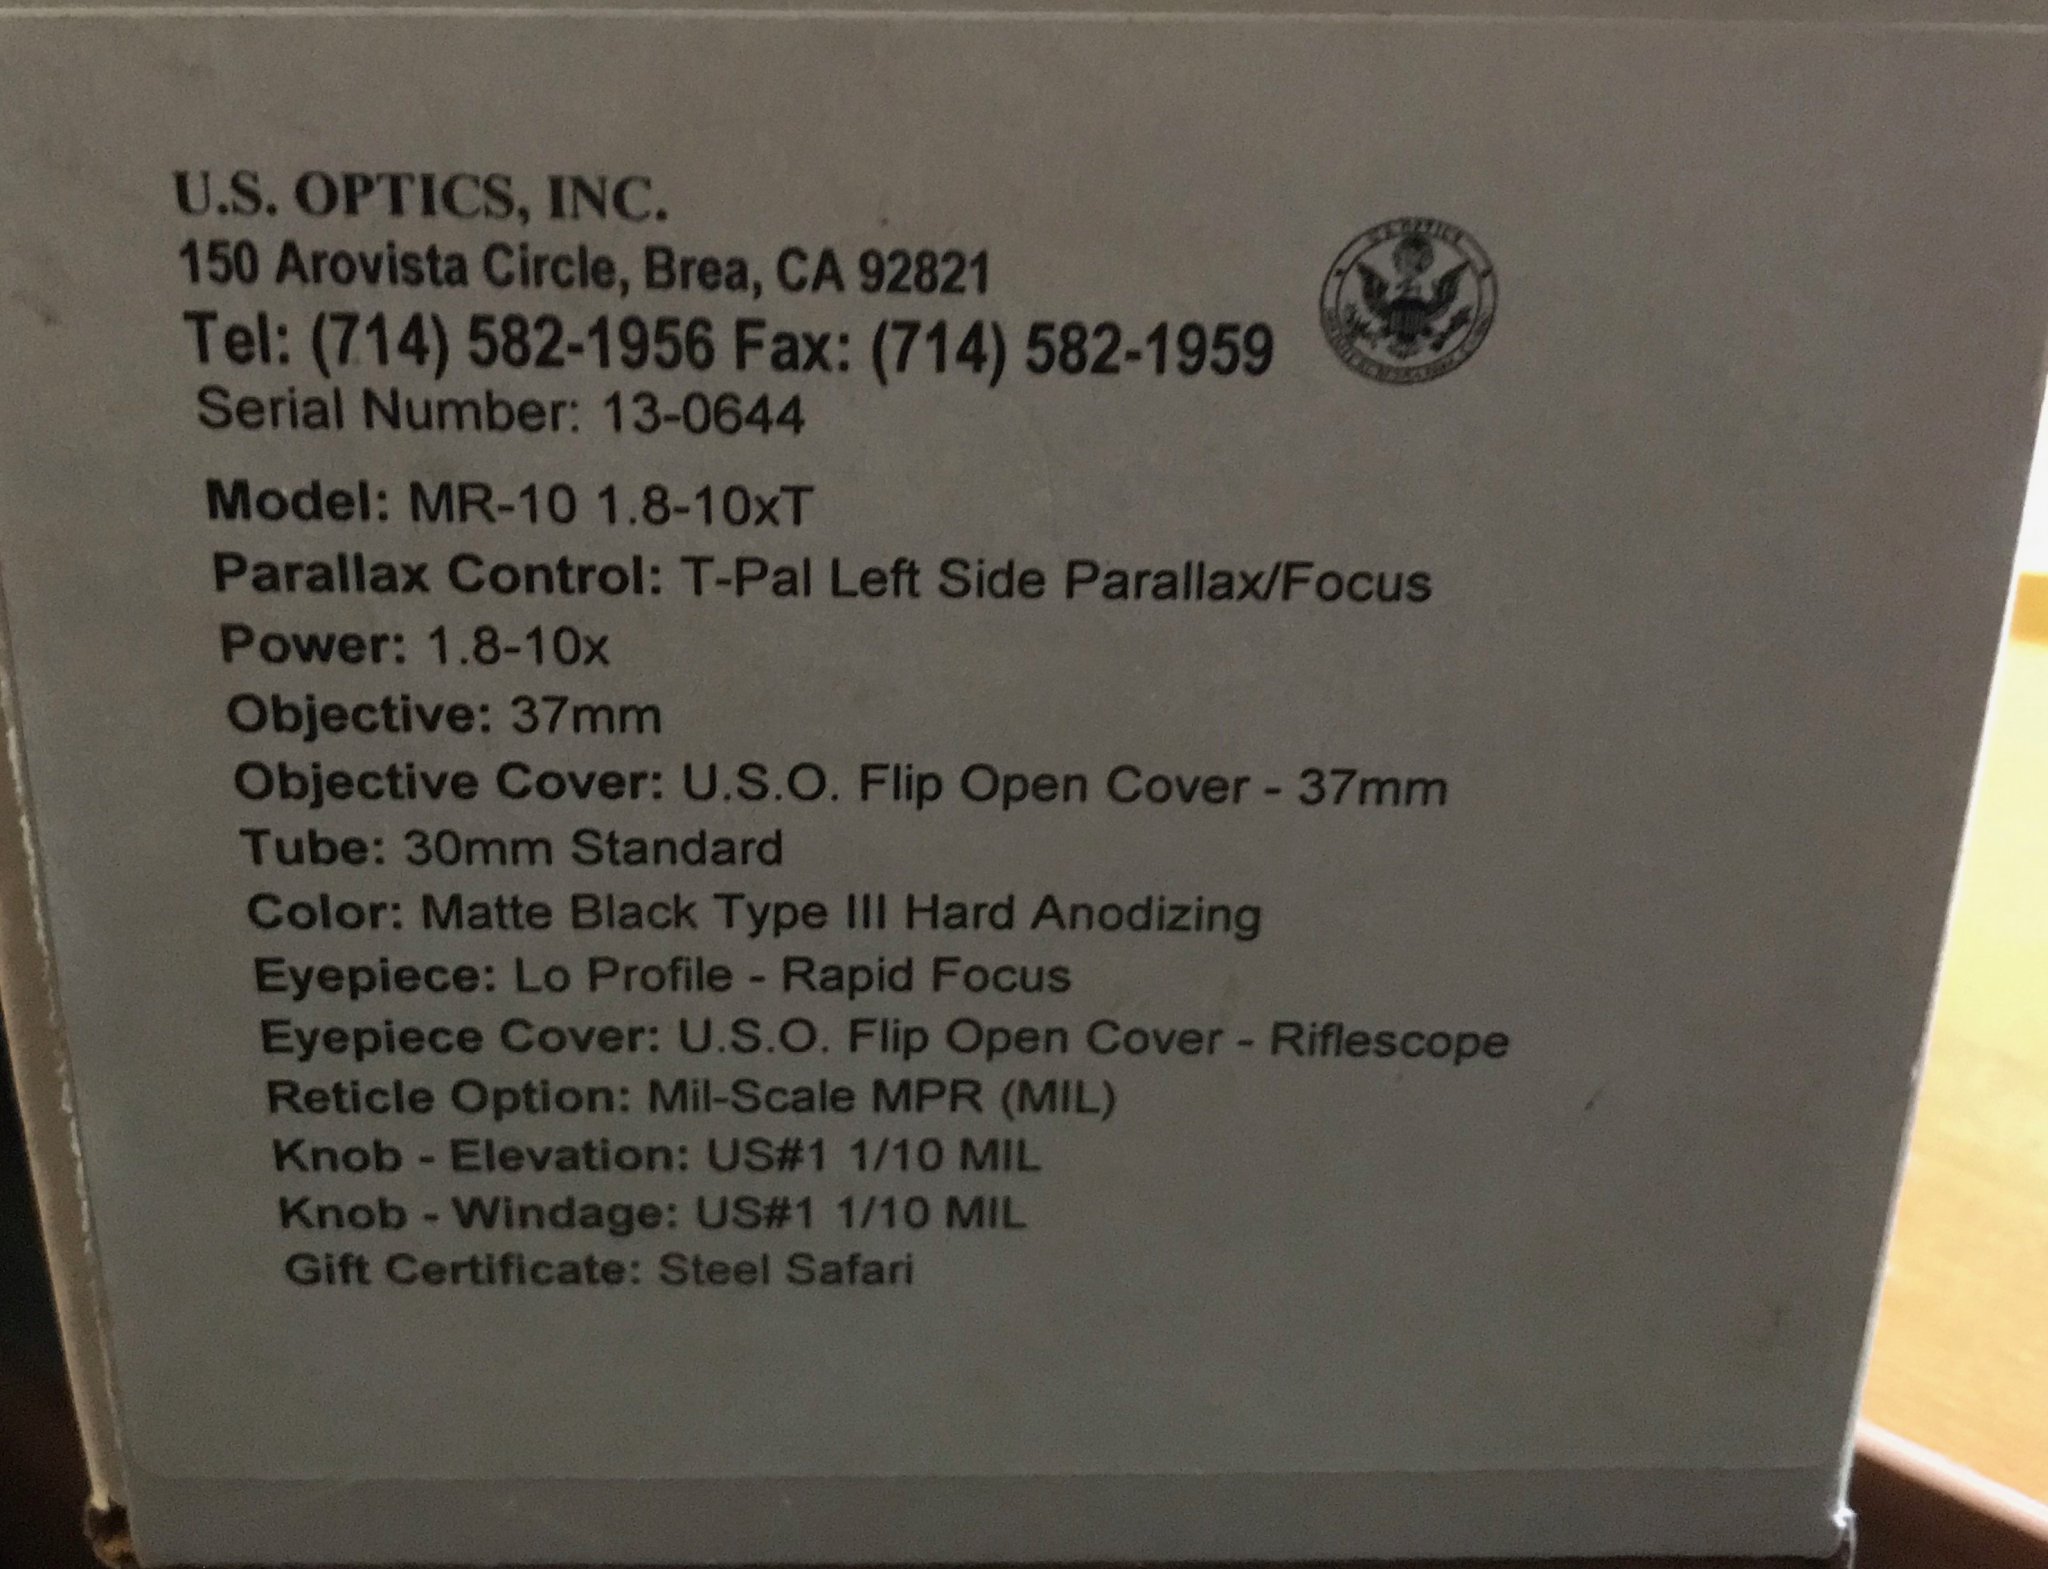 U.S. OPTICS, INC.
150 Arovista Circle, Brea, CA 92821
Tel: (714) 582-1956 Fax: (714) 582-1959
U.S. OPTICS
Serial Number: 13-0644
Model: MR-10 1.8-10xT
Parallax Control: T-Pal Left Side Parallax/Focus
Power: 1.8-10x
Objective: 37mm
Objective Cover: U.S.O. Flip Open Cover - 37mm
Tube: 30mm Standard
Color: Matte Black Type III Hard Anodizing
Eyepiece: Lo Profile - Rapid Focus
Eyepiece Cover: U.S.O. Flip Open Cover - Riflescope
Reticle Option: Mil-Scale MPR (MIL)
Knob - Elevation: US#1 1/10 MIL
Knob - Windage: US#1 1/10 MIL
Gift Certificate: Steel Safari